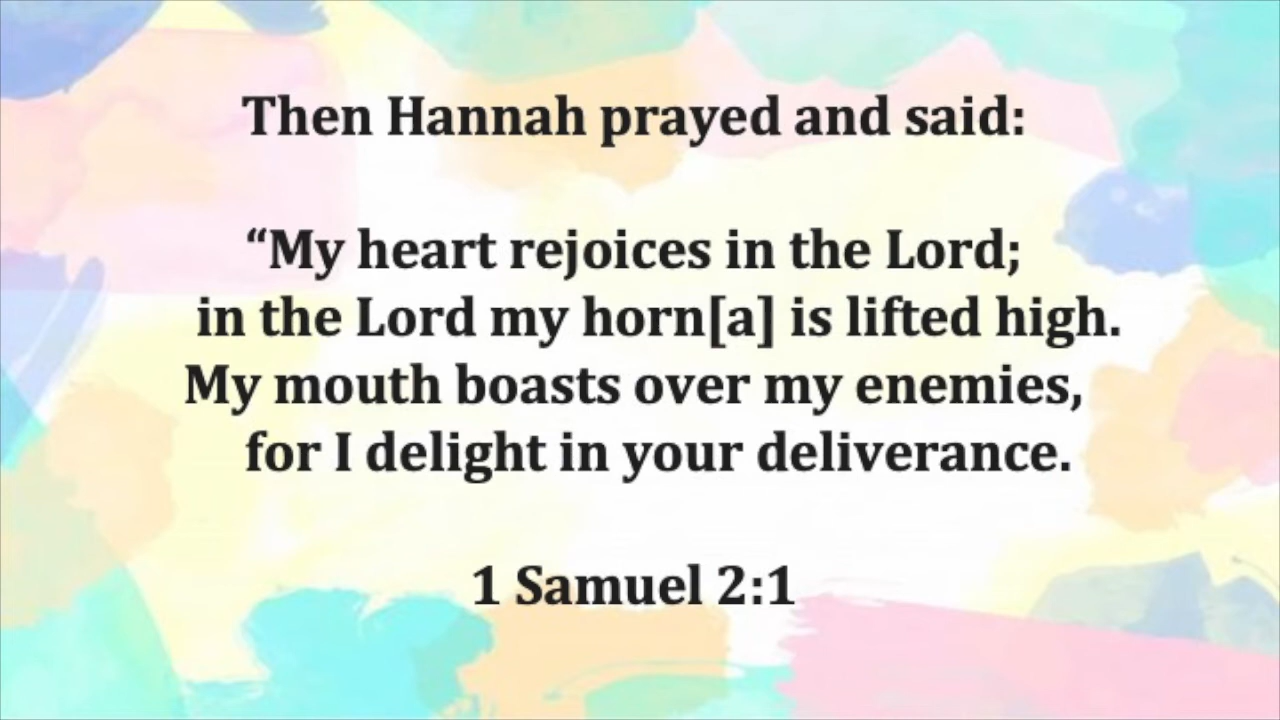 Then Hannah prayed and said:
“My heart rejoices in the Lord;
in the Lord my horn[a] is lifted high.
My mouth boasts over my enemies,
for I delight in your deliverance.
1 Samuel 2:1